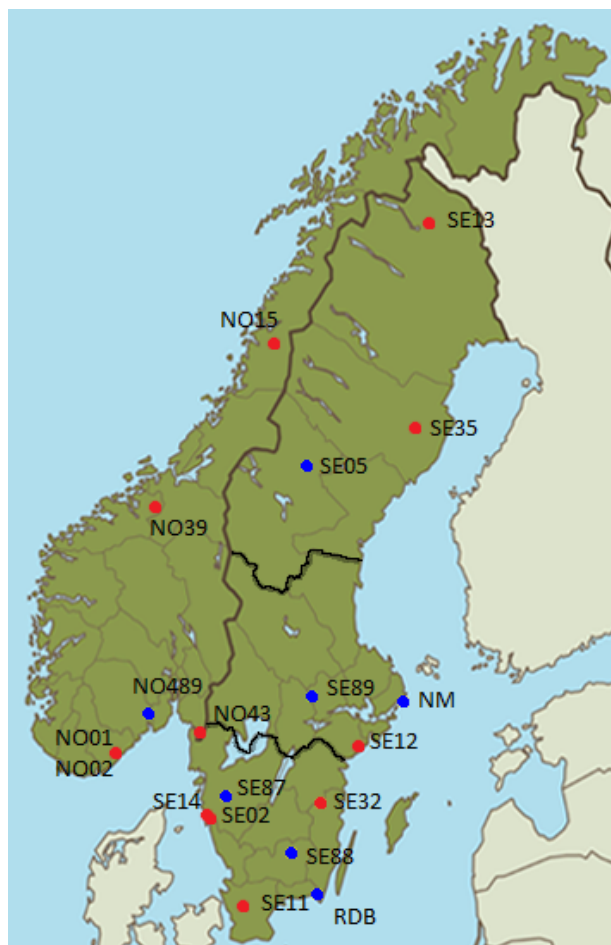 SE13
NO15
SE35
SE05
NO39
NO489
SE89
NM
NO43
NO01
SE12
NO02
SE87
SE14
SE32
SE02
SE88
SE11
RDB